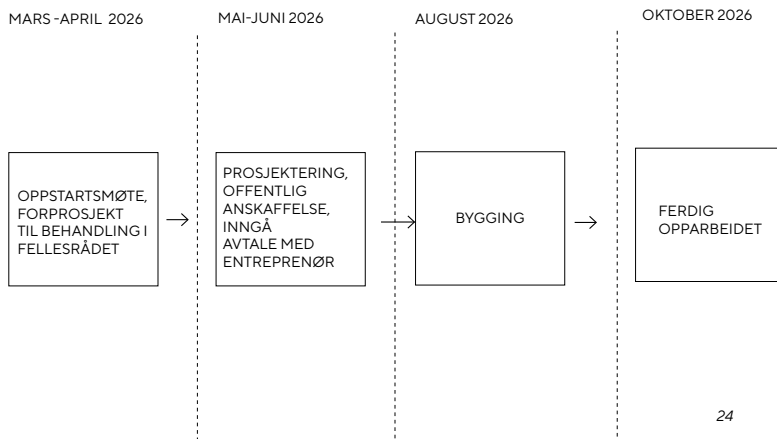 MARS -APRIL 2026
MAI-JUNI 2026
AUGUST 2026
OKTOBER 2026
OPPSTARTSMØTE,
FORPROSJEKT
TIL BEHANDLING I
FELLESRÅDET
PROSJEKTERING,
OFFENTLIG
ANSKAFFELSE,
INNGÅ
AVTALE MED
ENTREPRENØR
BYGGING
FERDIG
OPPARBEIDET
24